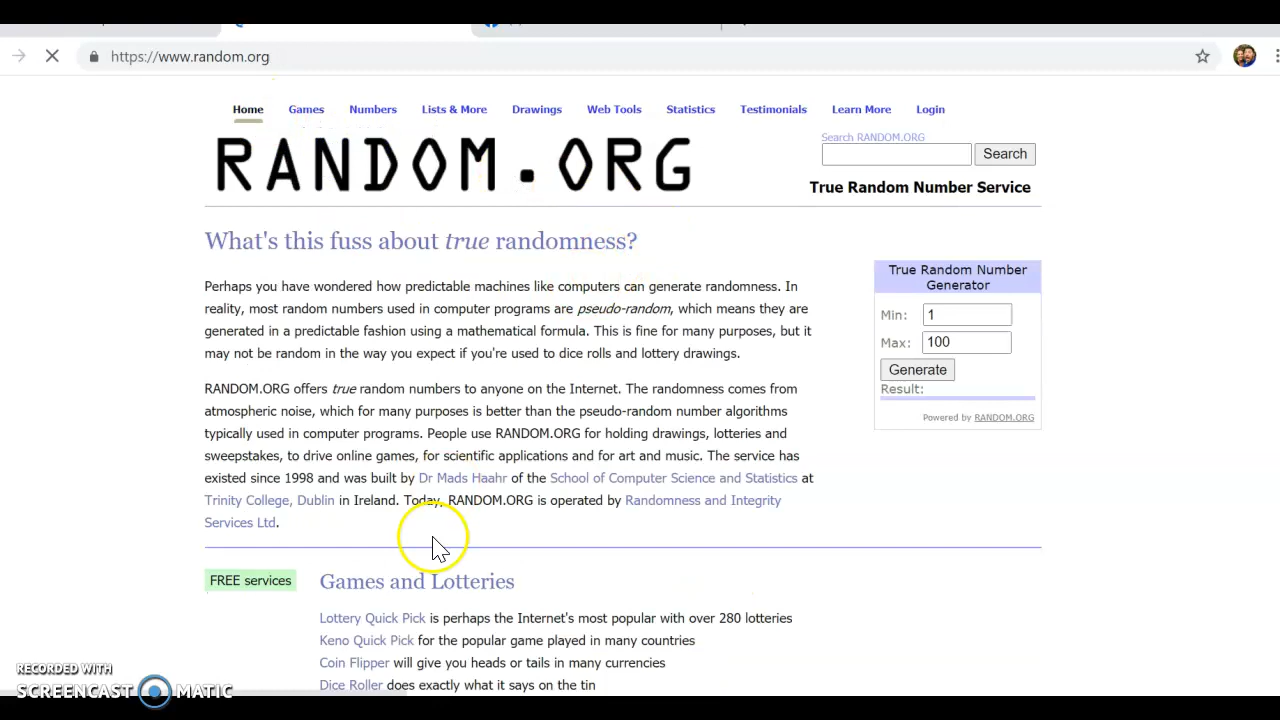 https://www.random.org
Home Games Numbers Lists & More Drawings Web Tools Statistics Testimonials Learn More Login
RANDOM.ORG
Search RANDOM.ORG
Search
True Random Number Service
What's this fuss about true randomness?
Perhaps you have wondered how predictable machines like computers can generate randomness. In
reality, most random numbers used in computer programs are pseudo-random, which means they are
generated in a predictable fashion using a mathematical formula. This is fine for many purposes, but it
may not be random in the way you expect if you're used to dice rolls and lottery drawings.
RANDOM.ORG offers true random numbers to anyone on the Internet. The randomness comes from
atmospheric noise, which for many purposes is better than the pseudo-random number algorithms
typically used in computer programs. People use RANDOM.ORG for holding drawings, lotteries and
sweepstakes, to drive online games, for scientific applications and for art and music. The service has
existed since 1998 and was built by Dr Mads Haahr of the School of Computer Science and Statistics at
Trinity College, Dublin in Ireland. Today, RANDOM.ORG is operated by Randomness and Integrity
Services Ltd.
True Random Number
Generator
Min: 1
Max: 100
Generate
Result:
Powered by RANDOM.ORG
FREE services
Games and Lotteries
Lottery Quick Pick is perhaps the Internet's most popular with over 280 lotteries
Keno Quick Pick for the popular game played in many countries
Coin Flipper will give you heads or tails in many currencies
Dice Roller does exactly what it says on the tin
RECORDED WITH
SCREENCAST MATIC